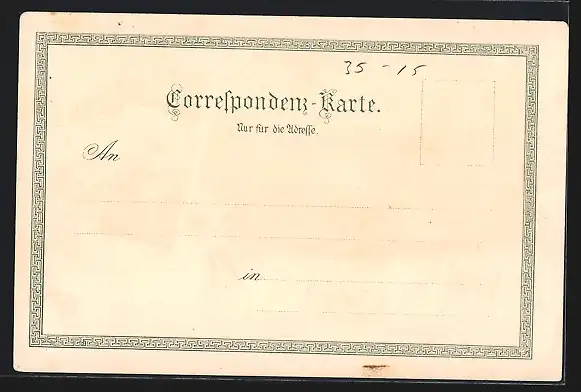 35 - 15
Correſpondenz-Karte.
Nur für die Adreſſe.
An
in